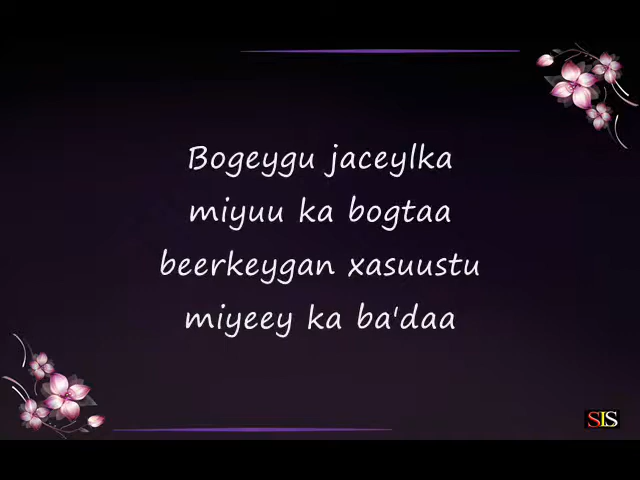 Bogeygu jaceylka
miyuu ka bogtaa
beerkeygan xasuustu
miyeey ka ba'daa
SIS